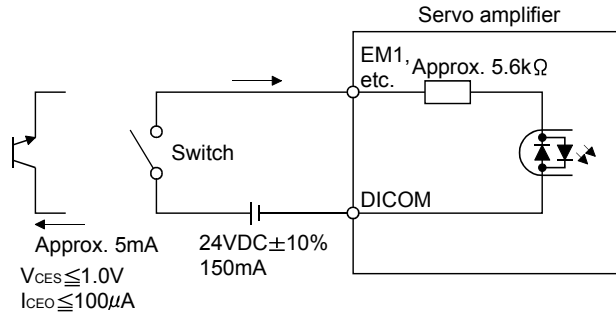 Servo amplifier
EM1,
etc.
Approx. 5.6kΩ
Switch
DICOM
Approx. 5mA
VCES≦1.0V
ICEO≦100μA
24VDC±10%
150mA